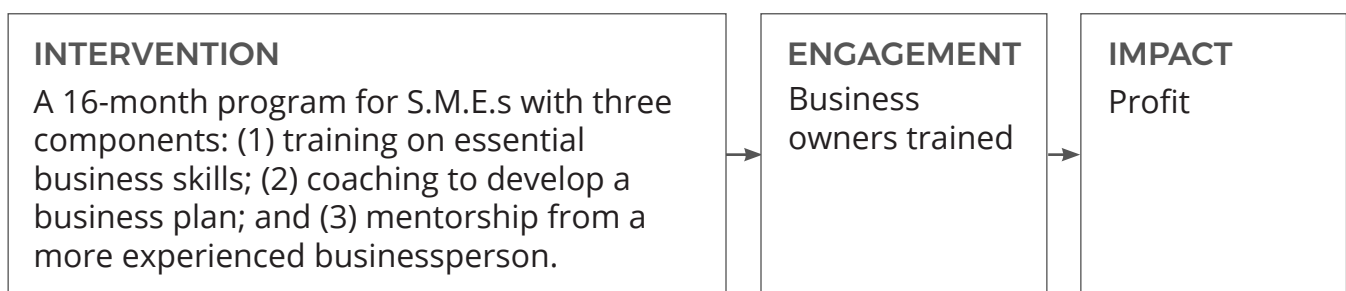 INTERVENTION
A 16-month program for S.M.E.s with three
components: (1) training on essential
business skills; (2) coaching to develop a
business plan; and (3) mentorship from a
more experienced businessperson.
ENGAGEMENT
Business
owners trained
IMPACT
Profit